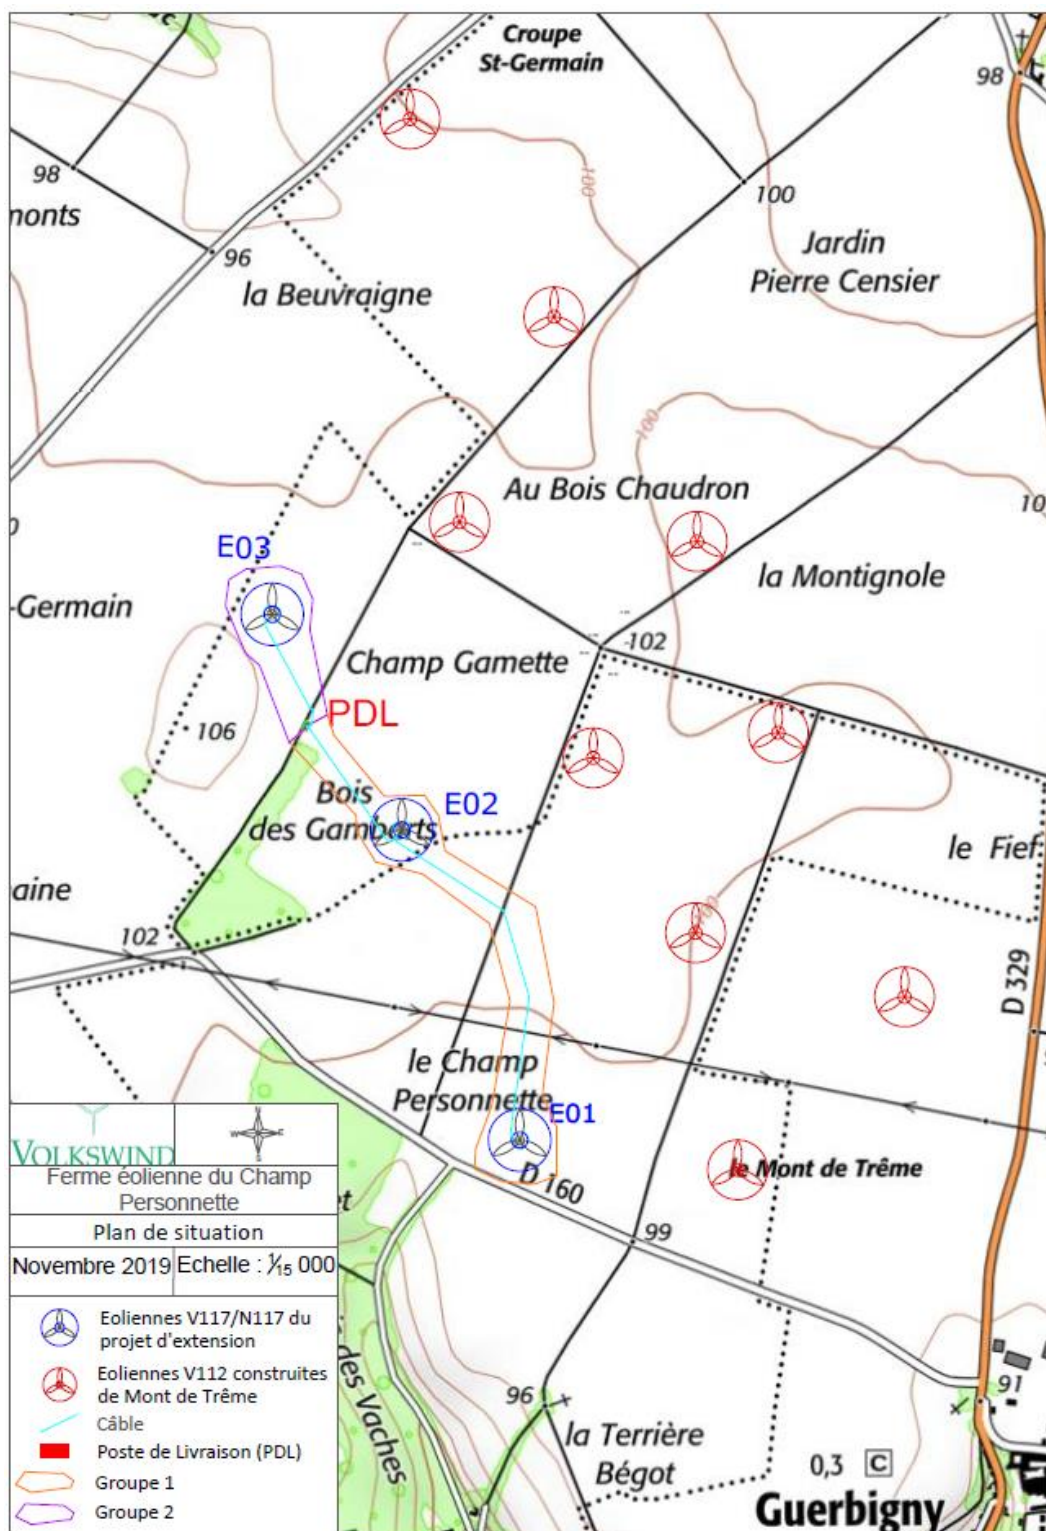 Croupe
St-Germain
98
100
98
monts
100
96
Jardin
Pierre Censier
la Beuvraigne
100
Au Bois Chaudron
10
E03
la Montignole
-Germain
102
Champ Gamette
PDL
106
Bois
des Gambarts
E02
le Fief
aine
100
102
D 329
le Champ
Personnette
E01
le Mont de Trême
D 160
99
VOLKSWIND
N
W
E
S
Ferme éolienne du Champ
Personnette
Plan de situation
Novembre 2019
Echelle : 1/15 000
Eoliennes V117/N117 du
projet d'extension
Eoliennes V112 construites
de Mont de Trême
Câble
Poste de Livraison (PDL)
Groupe 1
Groupe 2
des Vaches
96
91
la Terrière
Bégot
0,3 C
Guerbigny